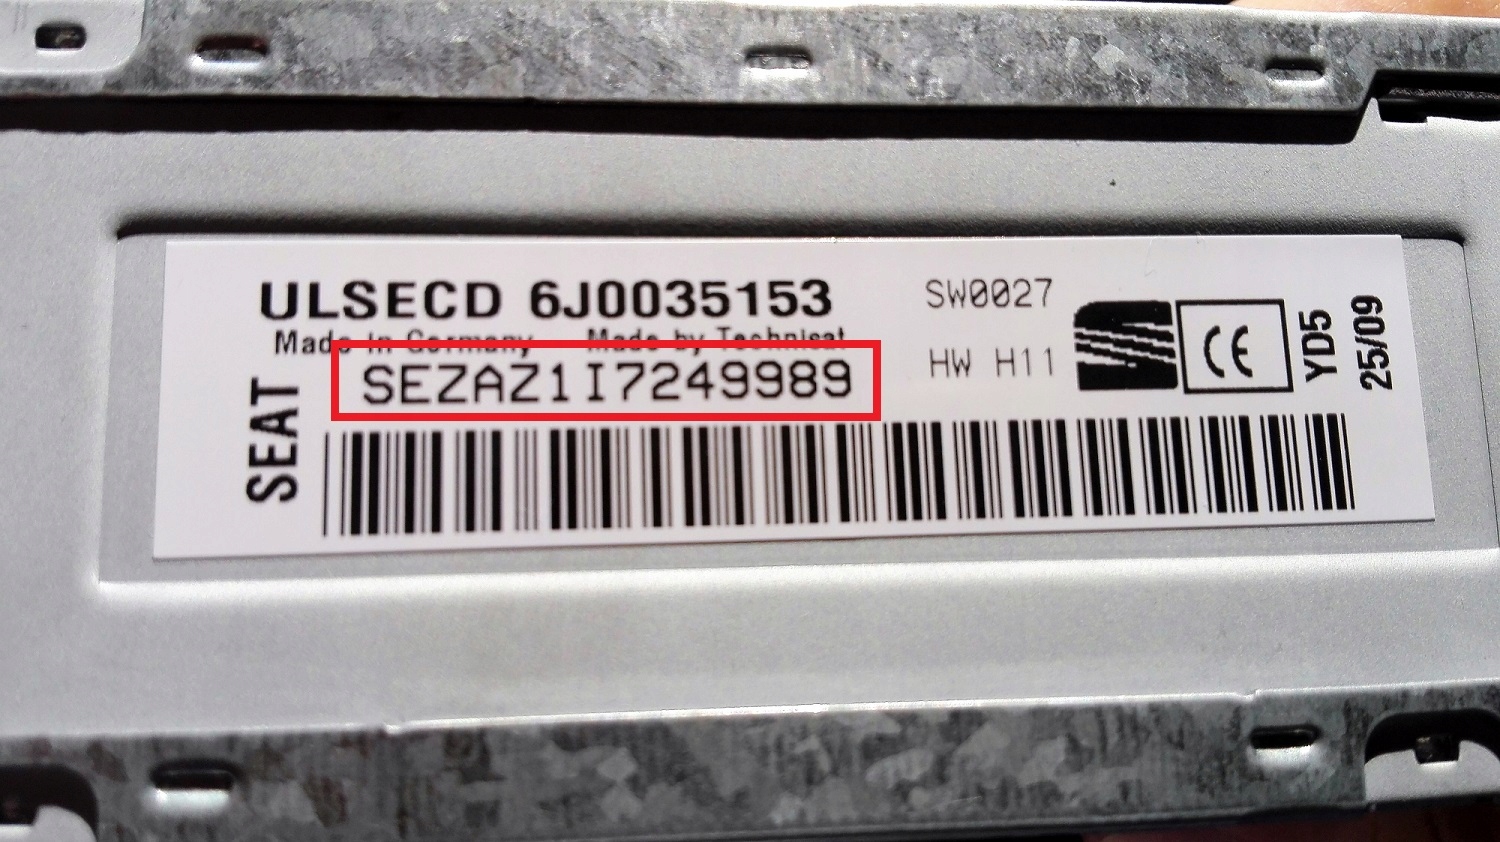 ULSECD 6J0035153
Made in Germany Made by Technisat
SEZAZ1I7249989
SEAT
SW0027
HW H11
CE
YD5
25/09